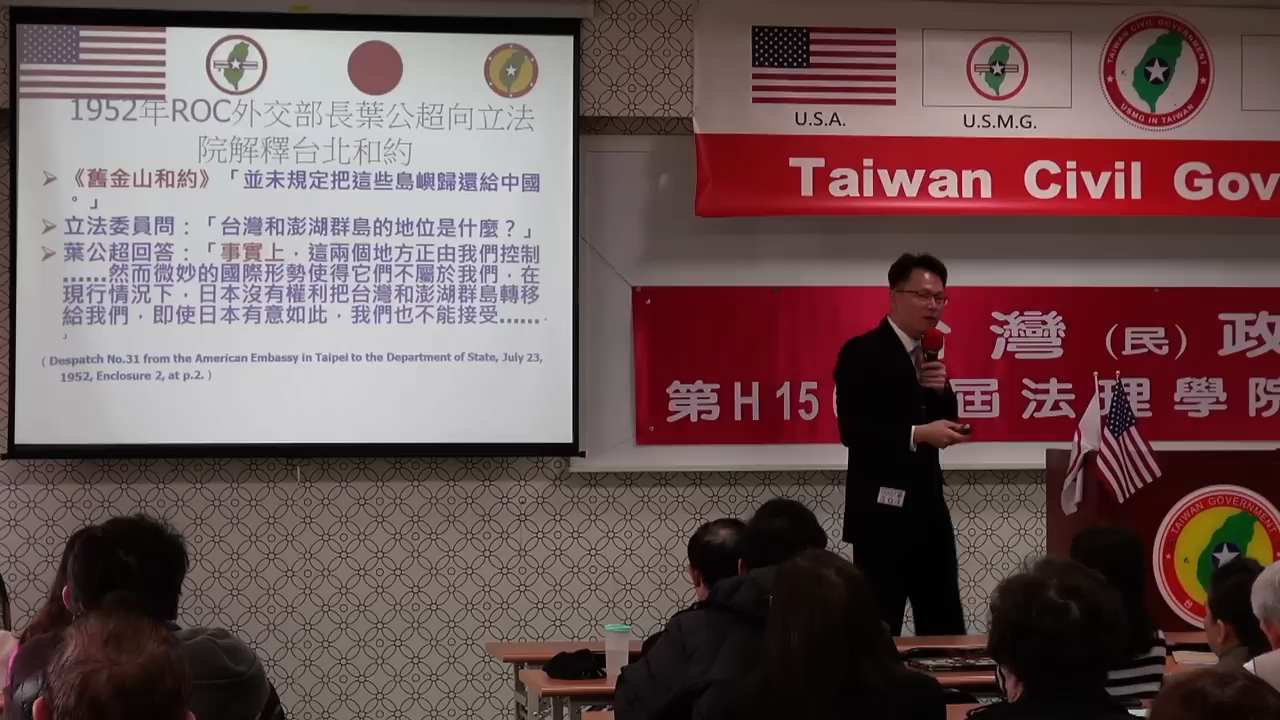 1952年ROC外交部長葉公超向立法
院解釋台北和約
➢ 《舊金山和約》「並未規定把這些島嶼歸還給中國
。」
➢ 立法委員問：「台灣和澎湖群島的地位是什麼？」
➢ 葉公超回答：「事實上，這兩個地方正由我們控制
……然而微妙的國際形勢使得它們不屬於我們，在
現行情況下，日本沒有權利把台灣和澎湖群島轉移
給我們，即使日本有意如此，我們也不能接受……
」
( Despatch No.31 from the American Embassy in Taipei to the Department of State, July 23,
1952, Enclosure 2, at p.2. )
U.S.A.
U.S.M.G.
TAIWAN CIVIL GOVERNMENT
USMG IN TAIWAN
Taiwan Civil Gov
灣（民）政
第H15 屆法理學院
TAIWAN GOVERNMENT